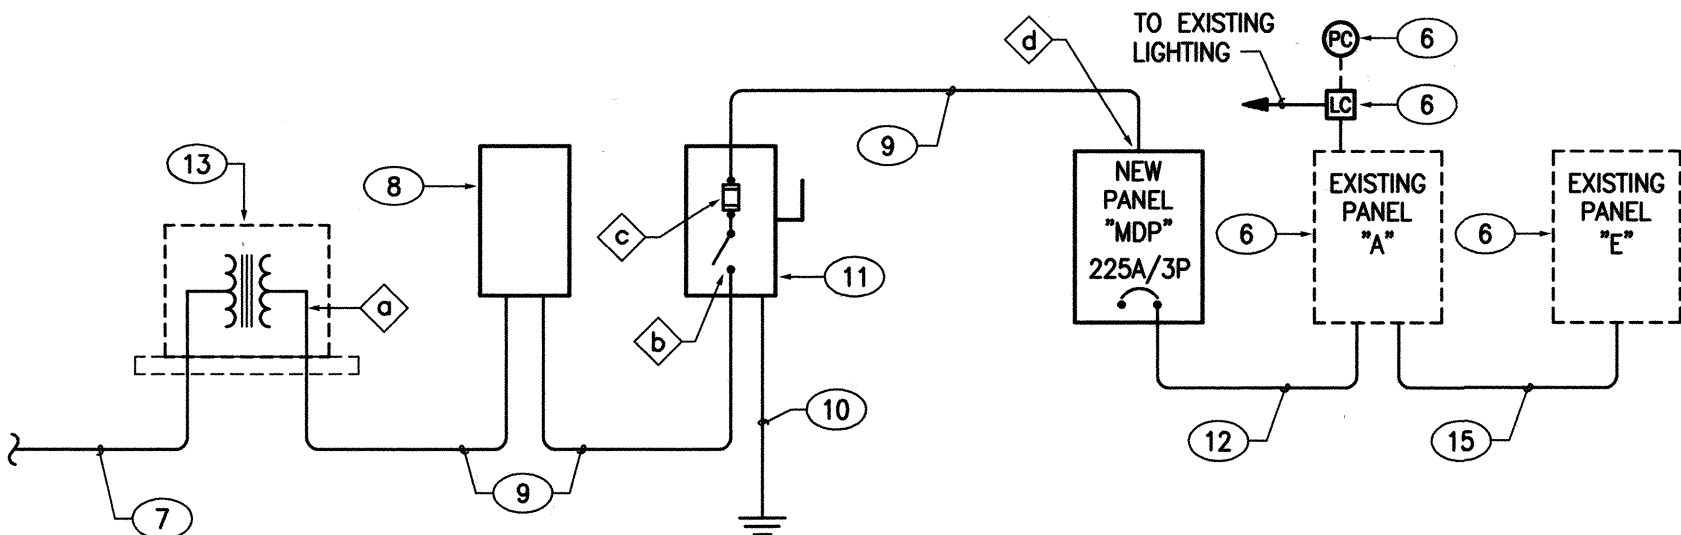 TO EXISTING
LIGHTING
PC
6
LC
6
d
9
13
8
c
11
a
b
10
NEW
PANEL
"MDP"
225A/3P
6
EXISTING
PANEL
"A"
6
EXISTING
PANEL
"E"
12
15
9
7